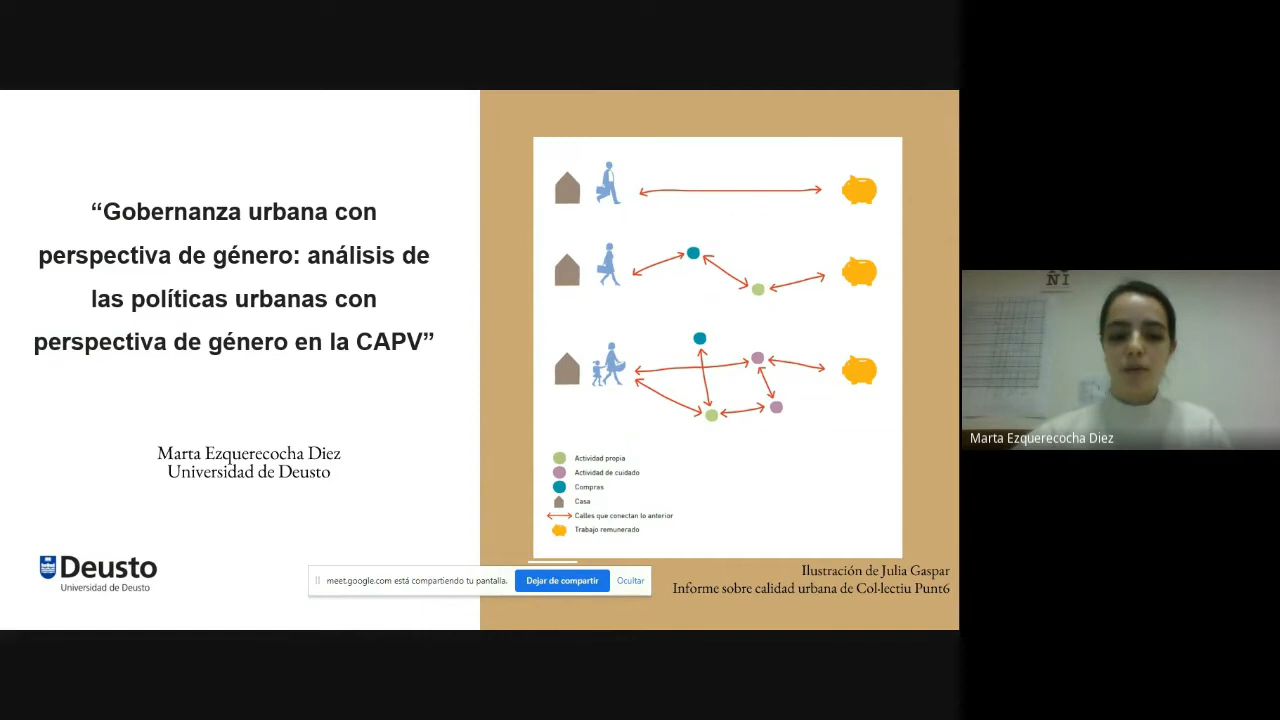 “Gobernanza urbana con
perspectiva de género: análisis de
las políticas urbanas con
perspectiva de género en la CAPV”
Marta Ezquerecocha Diez
Universidad de Deusto
Deusto
Universidad de Deusto
Actividad propia
Actividad de cuidado
Compras
Casa
Calles que conectan lo anterior
Trabajo remunerado
meet.google.com está compartiendo tu pantalla.
Dejar de compartir
Ocultar
Ilustración de Julia Gaspar
Informe sobre calidad urbana de Col·lectiu Punt6
Marta Ezquerecocha Diez